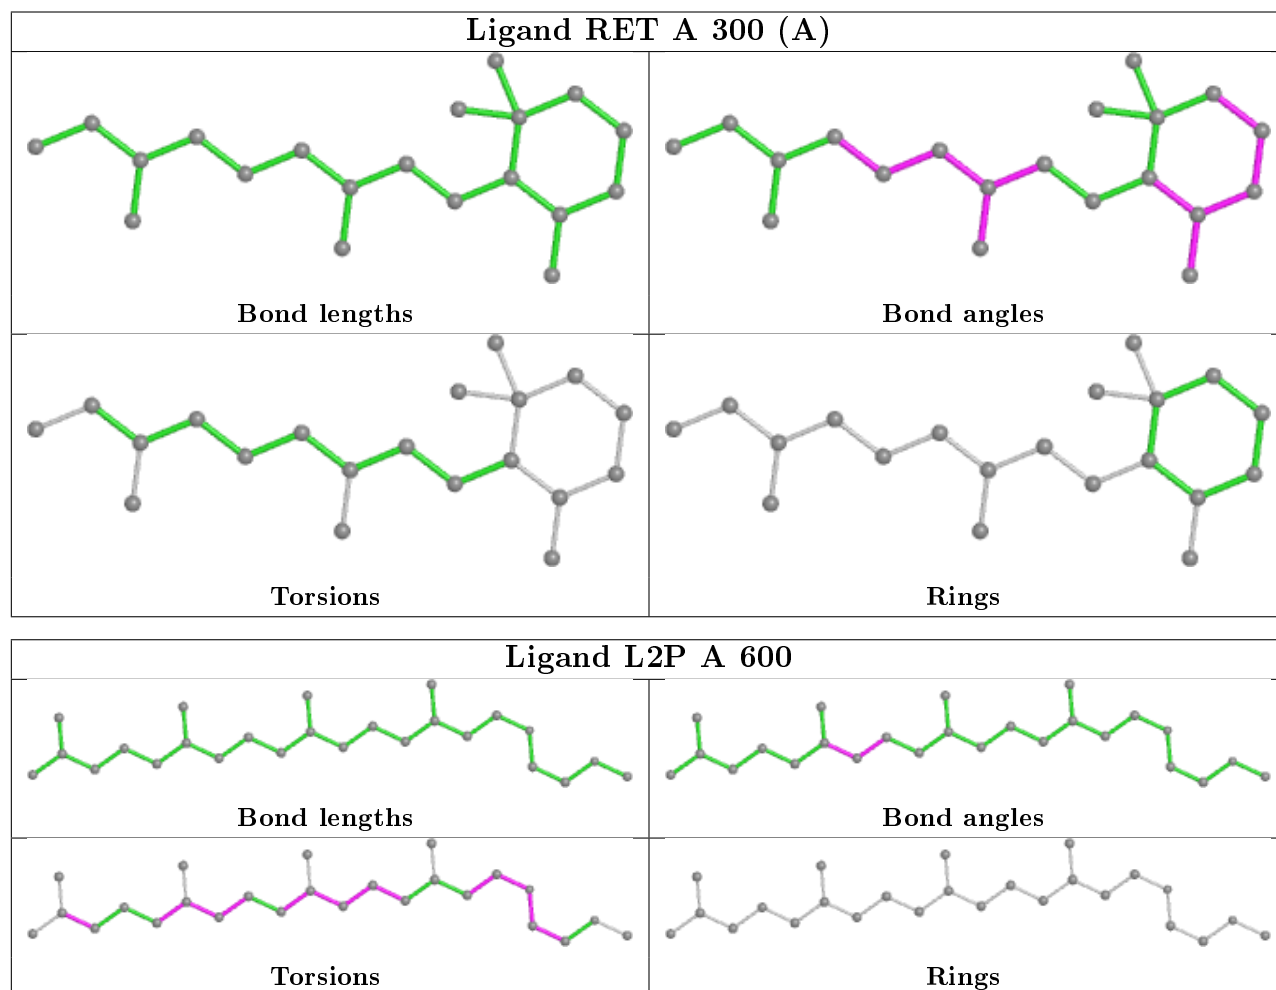 Ligand RET A 300 (A)
Bond lengths
Bond angles
Torsions
Rings
Ligand L2P A 600
Bond lengths
Bond angles
Torsions
Rings